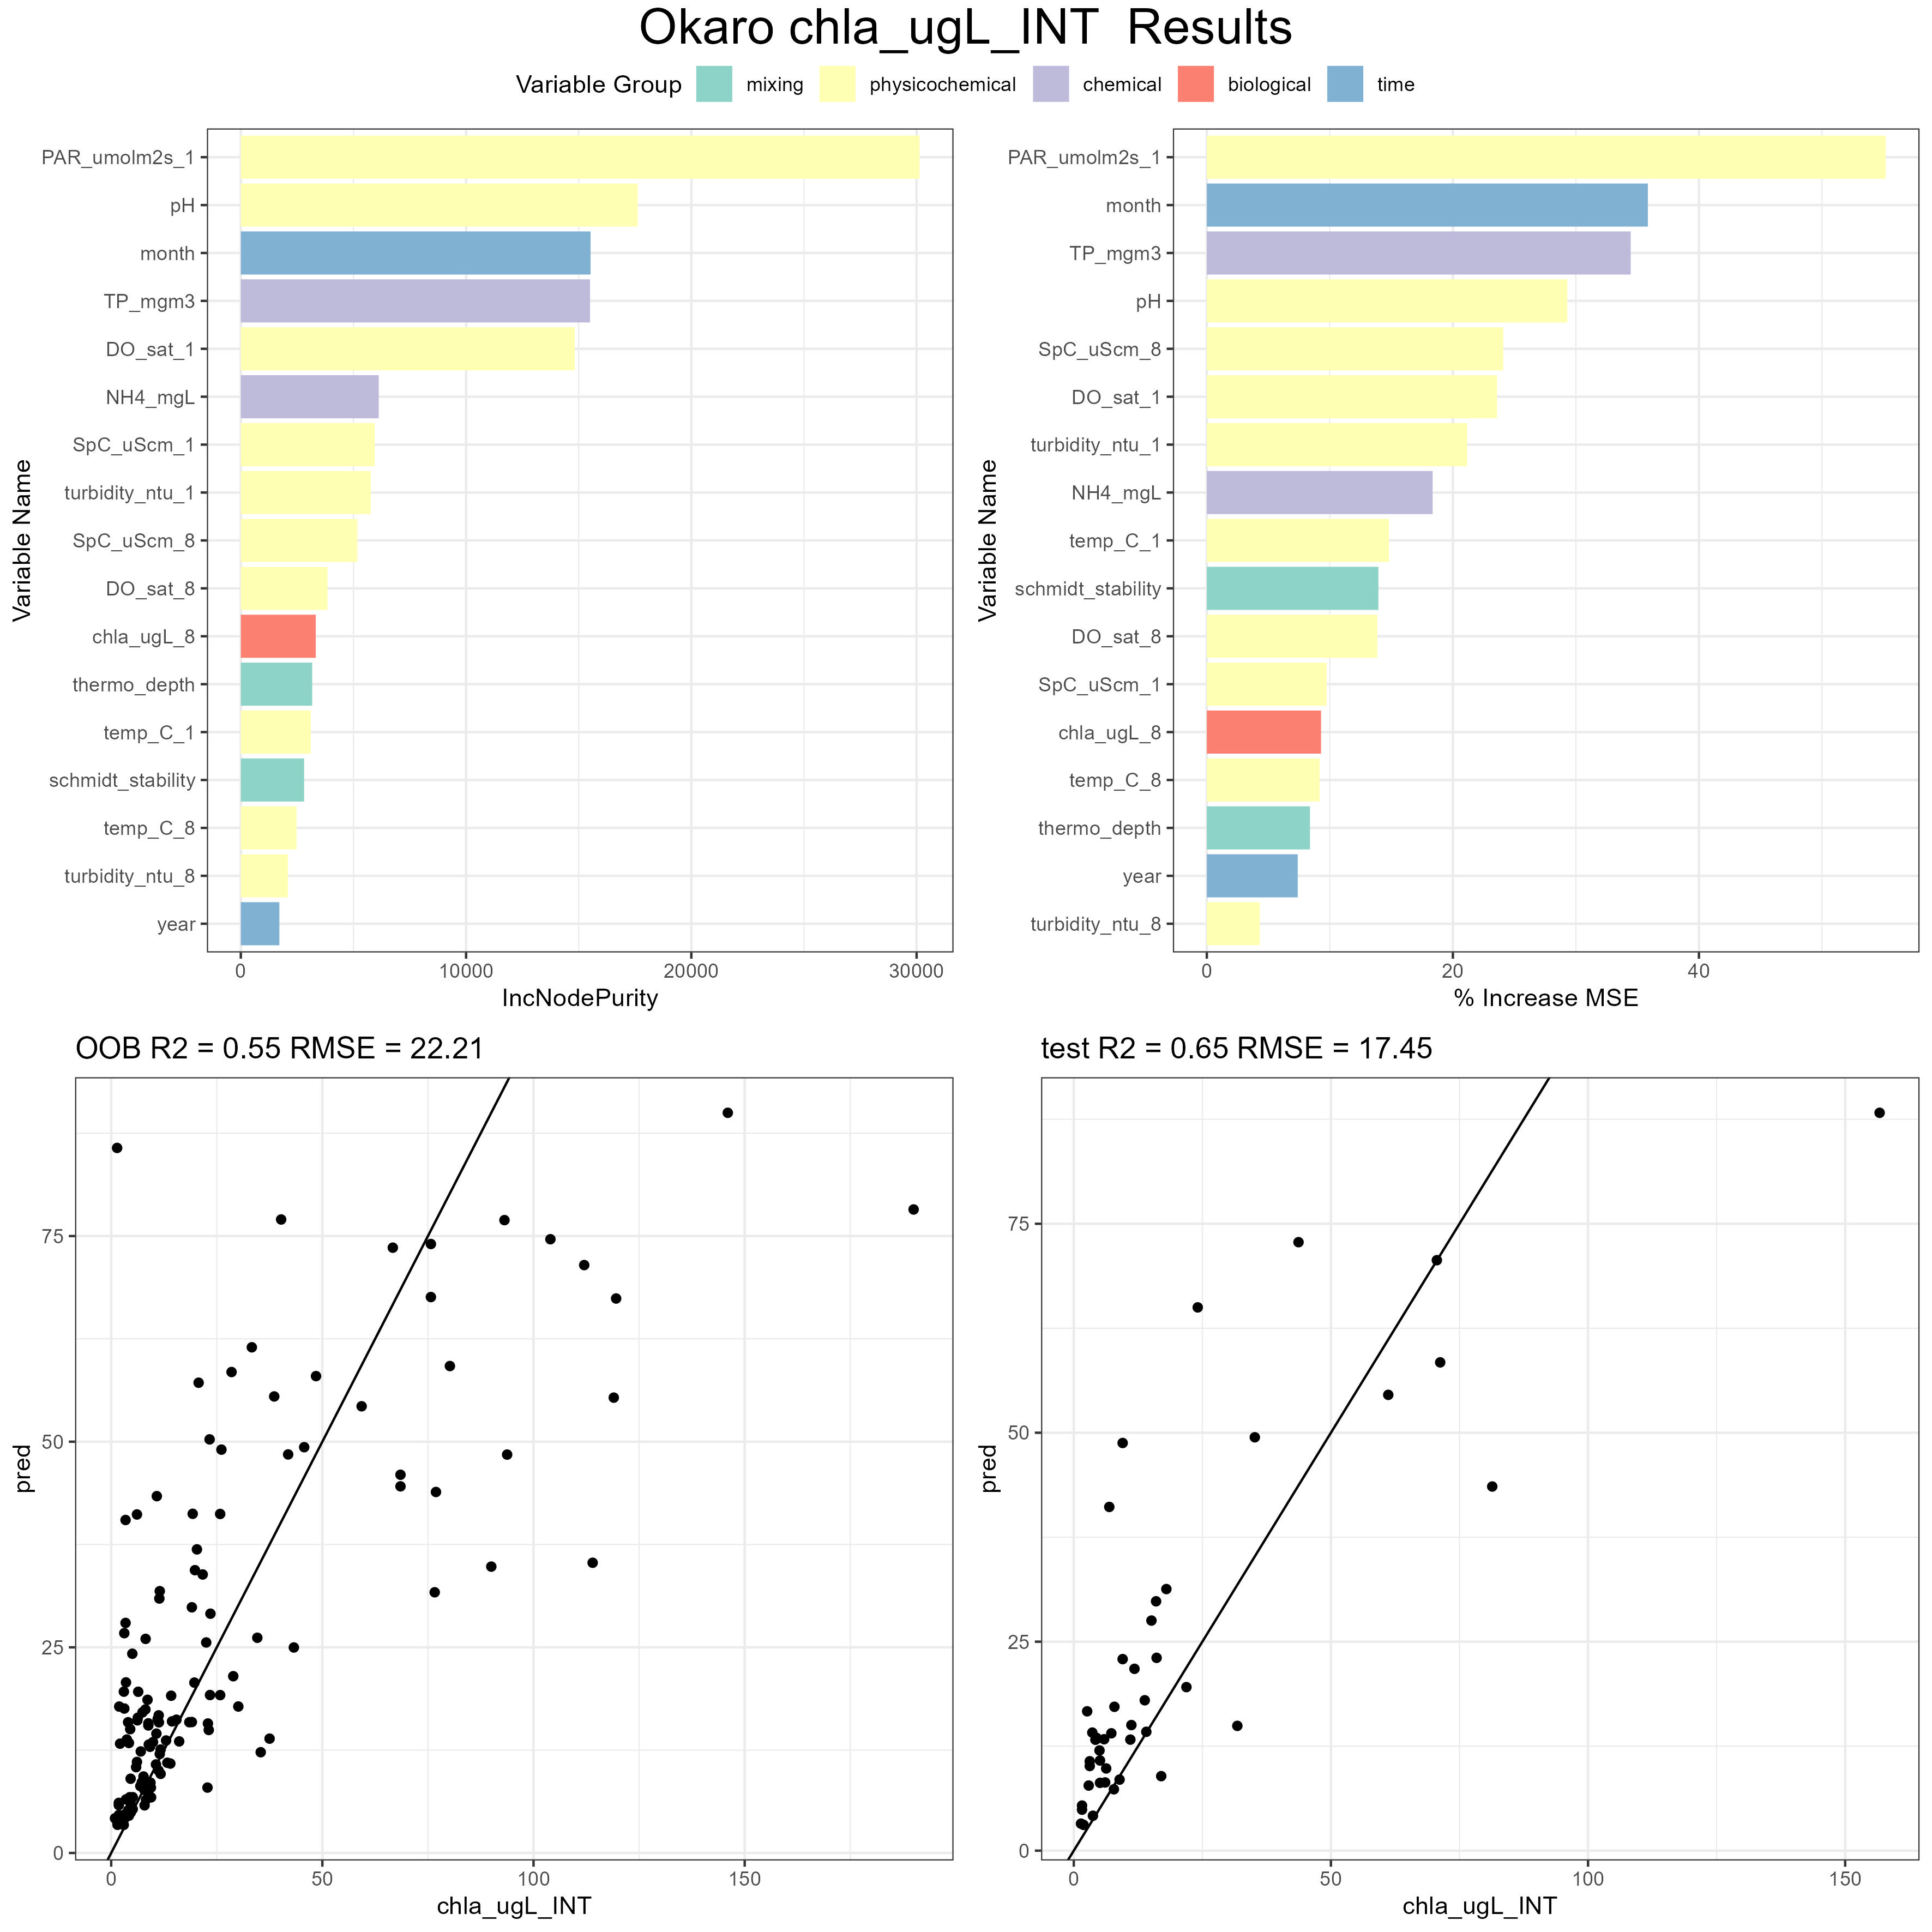 Okaro chla_ugL_INT  Results
Variable Group mixing physicochemical chemical biological time
Variable Name
PAR_umolm2s_1
pH
month
TP_mgm3
DO_sat_1
NH4_mgL
SpC_uScm_1
turbidity_ntu_1
SpC_uScm_8
DO_sat_8
chla_ugL_8
thermo_depth
temp_C_1
schmidt_stability
temp_C_8
turbidity_ntu_8
year
0 10000 20000 30000
IncNodePurity
Variable Name
PAR_umolm2s_1
month
TP_mgm3
pH
SpC_uScm_8
DO_sat_1
turbidity_ntu_1
NH4_mgL
temp_C_1
schmidt_stability
DO_sat_8
SpC_uScm_1
chla_ugL_8
temp_C_8
thermo_depth
year
turbidity_ntu_8
0 20 40
% Increase MSE
OOB R2 = 0.55 RMSE = 22.21
pred
75
50
25
0
0 50 100 150
chla_ugL_INT
test R2 = 0.65 RMSE = 17.45
pred
75
50
25
0
0 50 100 150
chla_ugL_INT